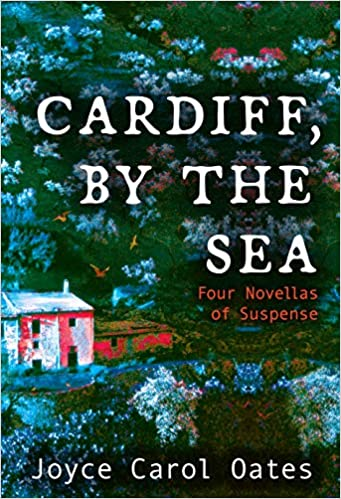 CARDIFF,
BY THE
SEA
Four Novellas
of Suspense
Joyce Carol Oates